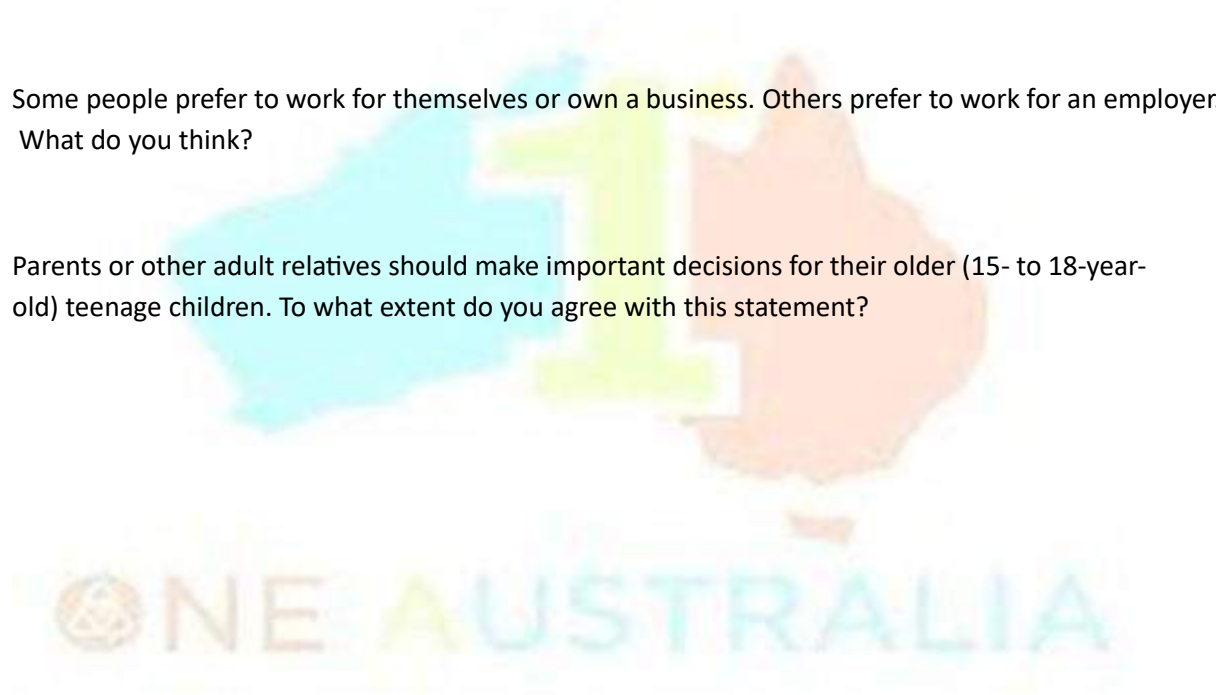 Some people prefer to work for themselves or own a business. Others prefer to work for an employer.
What do you think?
Parents or other adult relatives should make important decisions for their older (15- to 18-year-
old) teenage children. To what extent do you agree with this statement?
1
ONE AUSTRALIA